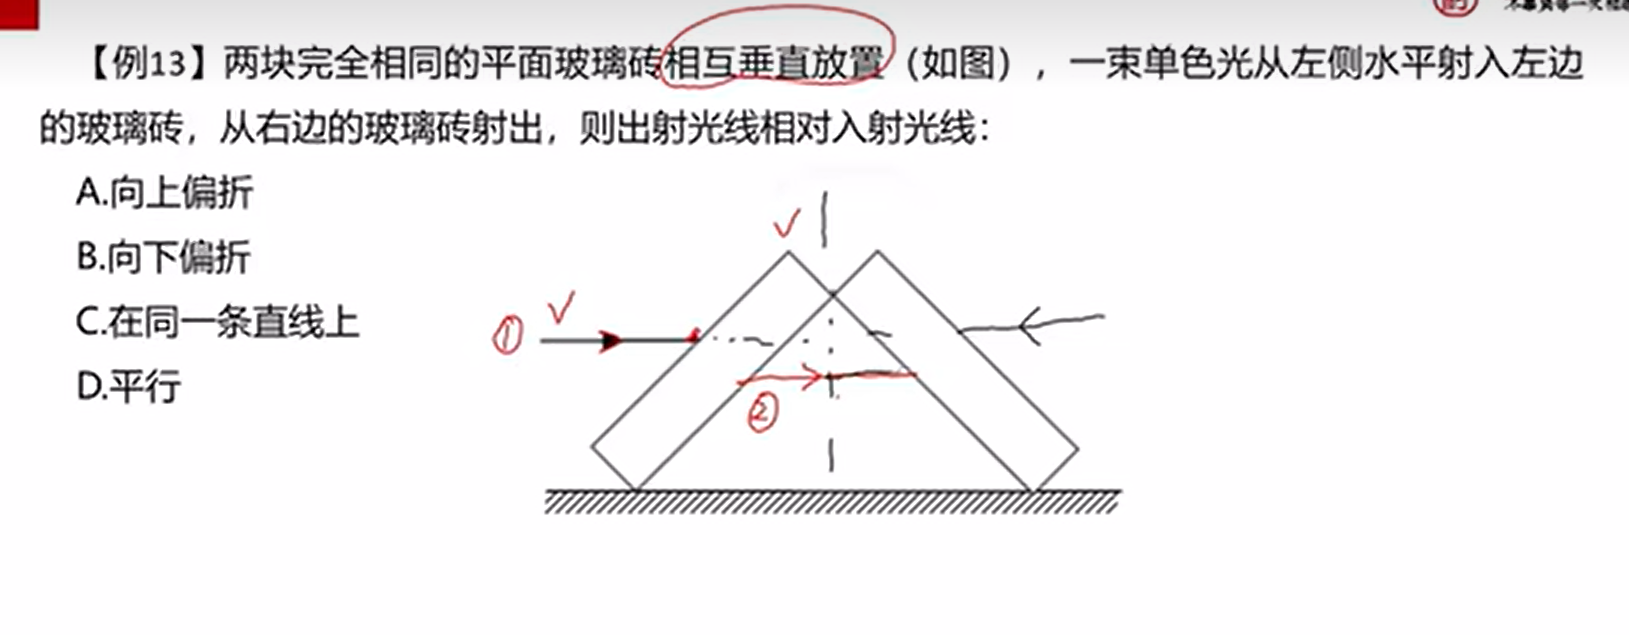 【例13】两块完全相同的平面玻璃砖相互垂直放置（如图），一束单色光从左侧水平射入左边
的玻璃砖，从右边的玻璃砖射出，则出射光线相对入射光线：
A.向上偏折
B.向下偏折
C.在同一条直线上
D.平行
①
②